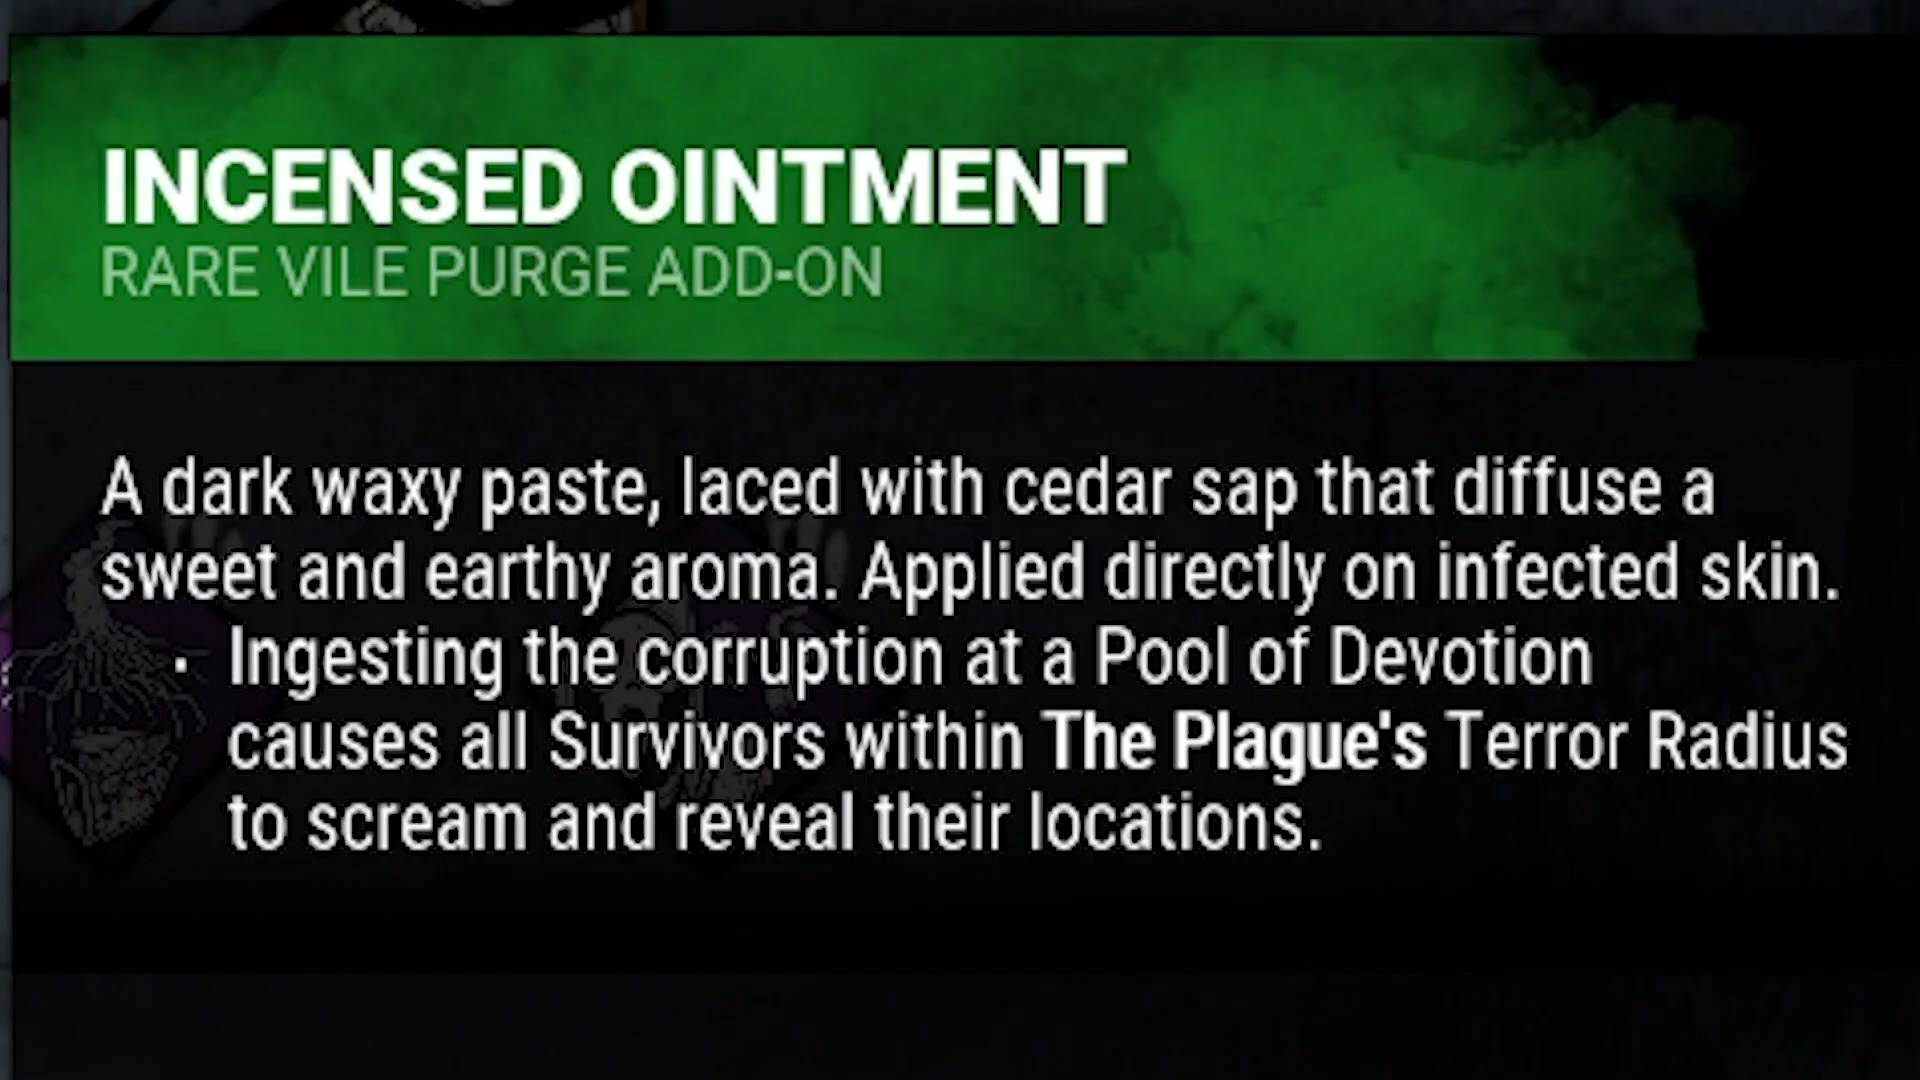 INCENSED OINTMENT
RARE VILE PURGE ADD-ON
A dark waxy paste, laced with cedar sap that diffuse a
sweet and earthy aroma. Applied directly on infected skin.
· Ingesting the corruption at a Pool of Devotion
causes all Survivors within The Plague's Terror Radius
to scream and reveal their locations.